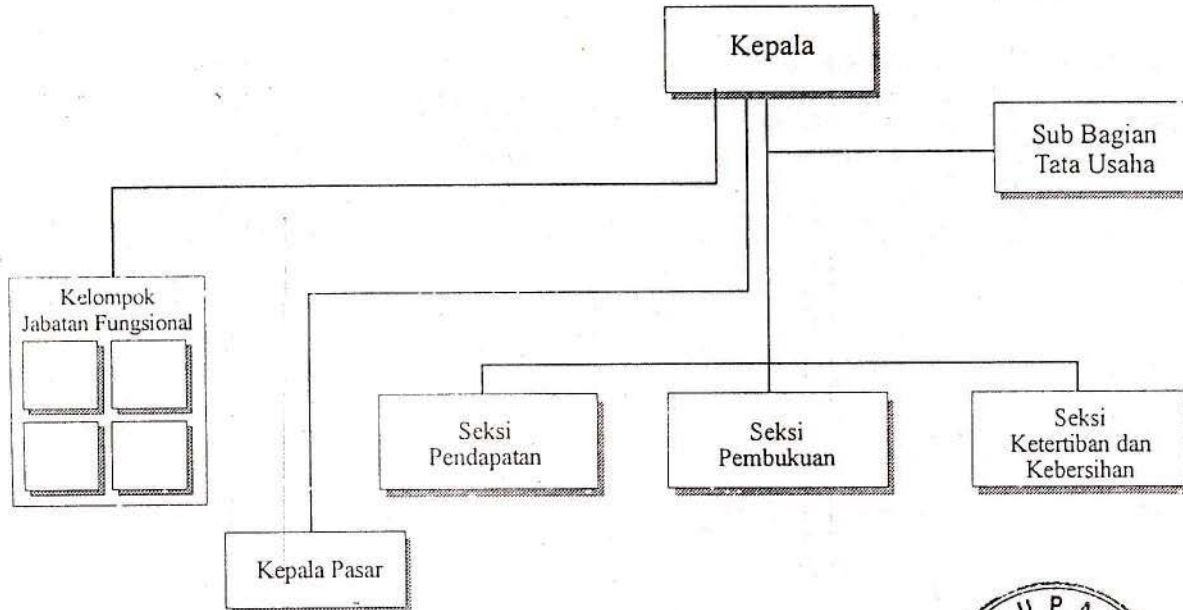 Kepala
Sub Bagian
Tata Usaha
Kelompok
Jabatan Fungsional
Seksi
Pendapatan
Seksi
Pembukuan
Seksi
Ketertiban dan
Kebersihan
Kepala Pasar
U P A